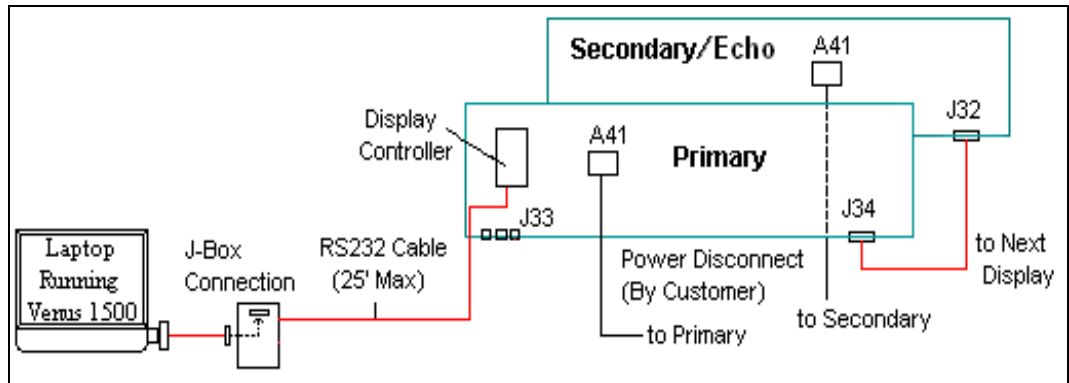 Secondary/Echo
A41
J32
Display
Controller
A41
Primary
J33
J34
Laptop
Running
Venus 1500
J-Box
Connection
RS232 Cable
(25' Max)
Power Disconnect
(By Customer)
to Next
Display
to Primary
to Secondary